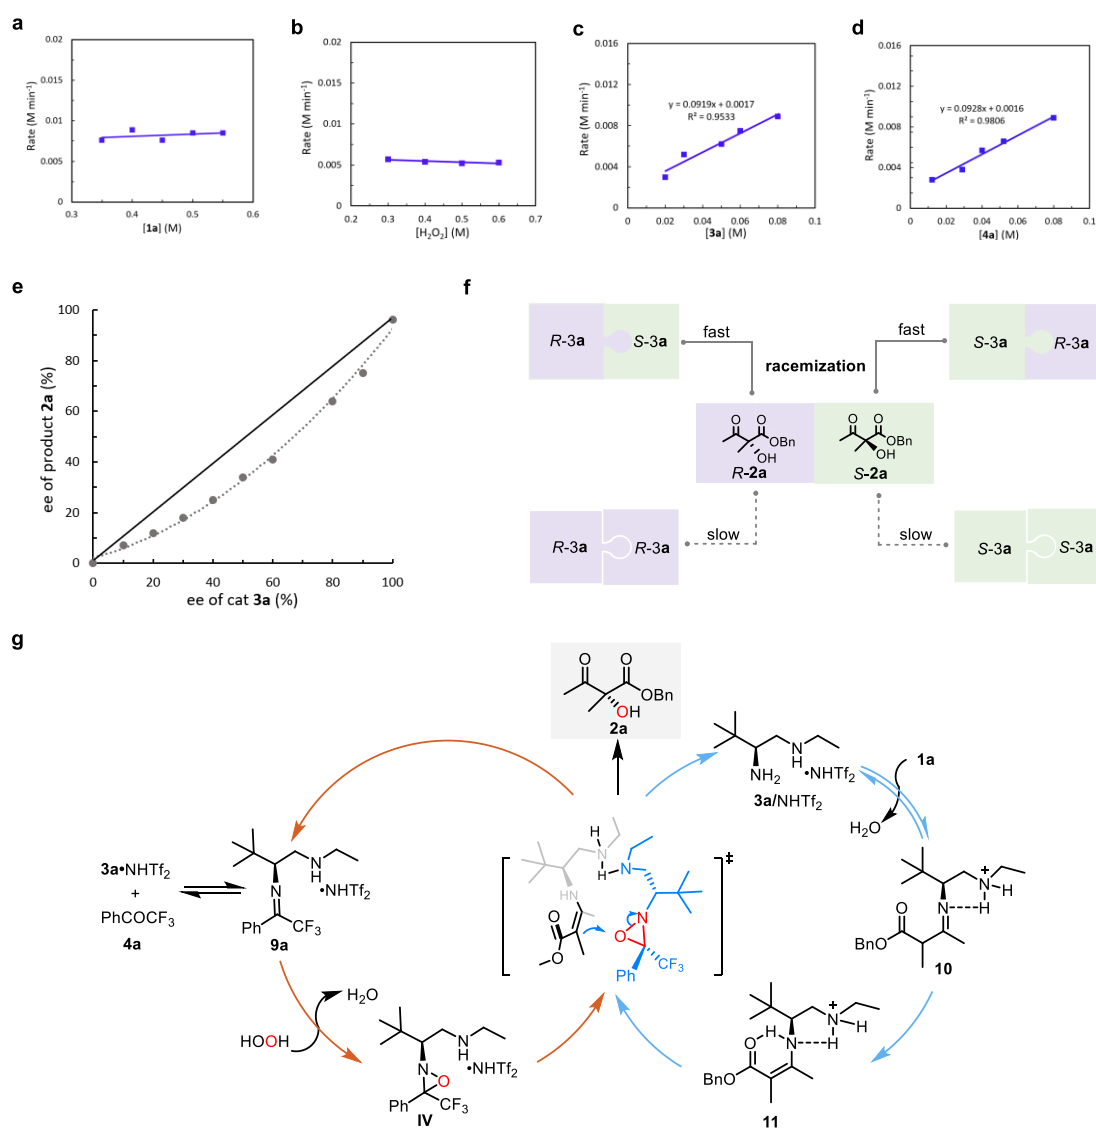 a
0.02
0.015
0.01
0.005
0
0.3
0.4
0.5
0.6
Rate (M min⁻¹)
[1a] (M)
b
0.02
0.015
0.01
0.005
0
0.2
0.3
0.4
0.5
0.6
0.7
Rate (M min⁻¹)
[H₂O₂] (M)
c
0.016
0.012
0.008
0.004
0
y = 0.0919x + 0.0017
R² = 0.9533
0
0.02
0.04
0.06
0.08
0.1
Rate (M min⁻¹)
[3a] (M)
d
0.016
0.012
0.008
0.004
0
y = 0.0928x + 0.0016
R² = 0.9806
0
0.02
0.04
0.06
0.08
0.1
Rate (M min⁻¹)
[4a] (M)
e
100
80
60
40
20
0
0
20
40
60
80
100
ee of product 2a (%)
ee of cat 3a (%)
f
R-3a
S-3a
fast
racemization
fast
S-3a
R-3a
O
O
OBn
OH
R-2a
O
O
OBn
OH
S-2a
R-3a
R-3a
slow
slow
S-3a
S-3a
g
O
O
OBn
OH
2a
N
H
NH₂
•NHTf₂
3a/NHTf₂
1a
H₂O
3a•NHTf₂
+
PhCOCF₃
4a
N
H
•NHTf₂
N
Ph
CF₃
9a
H
N
H
N
HN
O
O
N
O
Ph
CF₃
‡
+
N
H
H
N
O
BnO
10
H₂O
HOOH
N
H
•NHTf₂
N
O
Ph
CF₃
IV
+
N
H
H
H
N
O
BnO
11